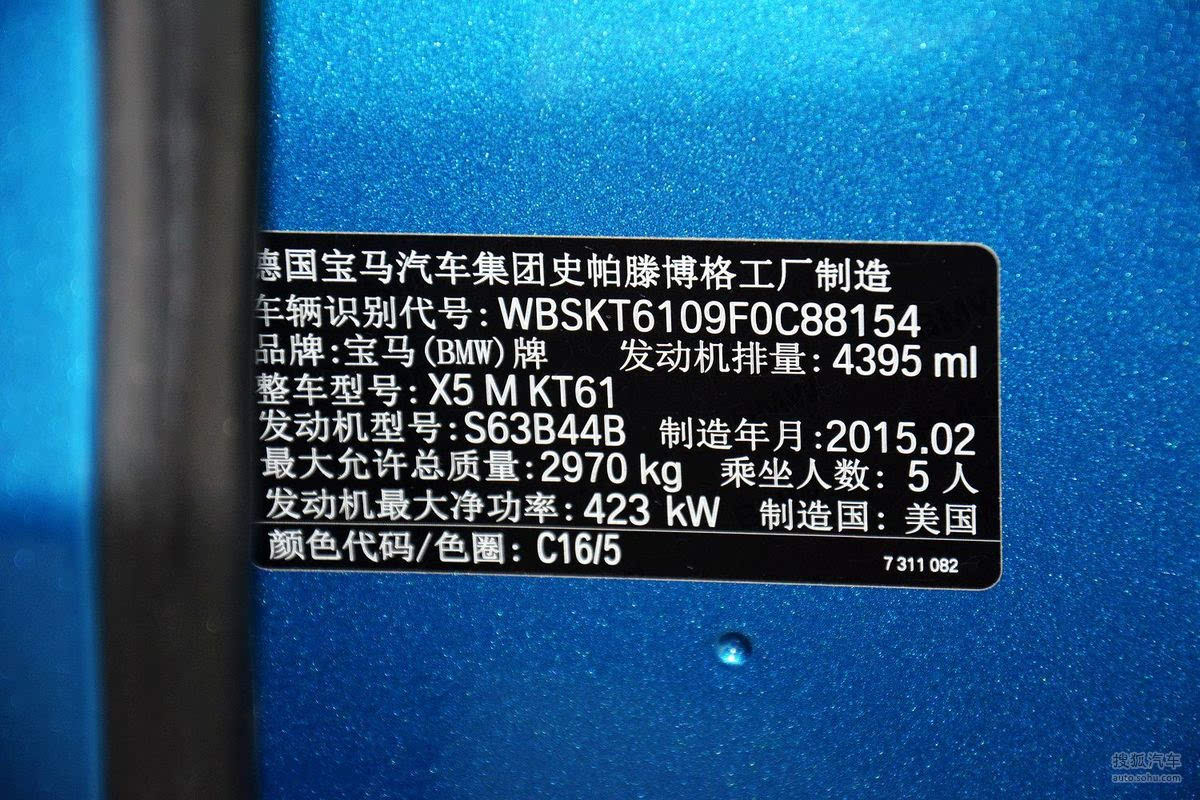 德国宝马汽车集团史帕滕博格工厂制造
车辆识别代号: WBSKT6109F0C88154
品牌:宝马(BMW)牌 发动机排量: 4395 ml
整车型号: X5 M KT61
发动机型号:S63B44B 制造年月:2015.02
最大允许总质量:2970 kg 乘坐人数: 5 人
发动机最大净功率: 423 kW 制造国: 美国
颜色代码/色圈: C16/5 7 311 082
搜狐汽车
auto.sohu.com